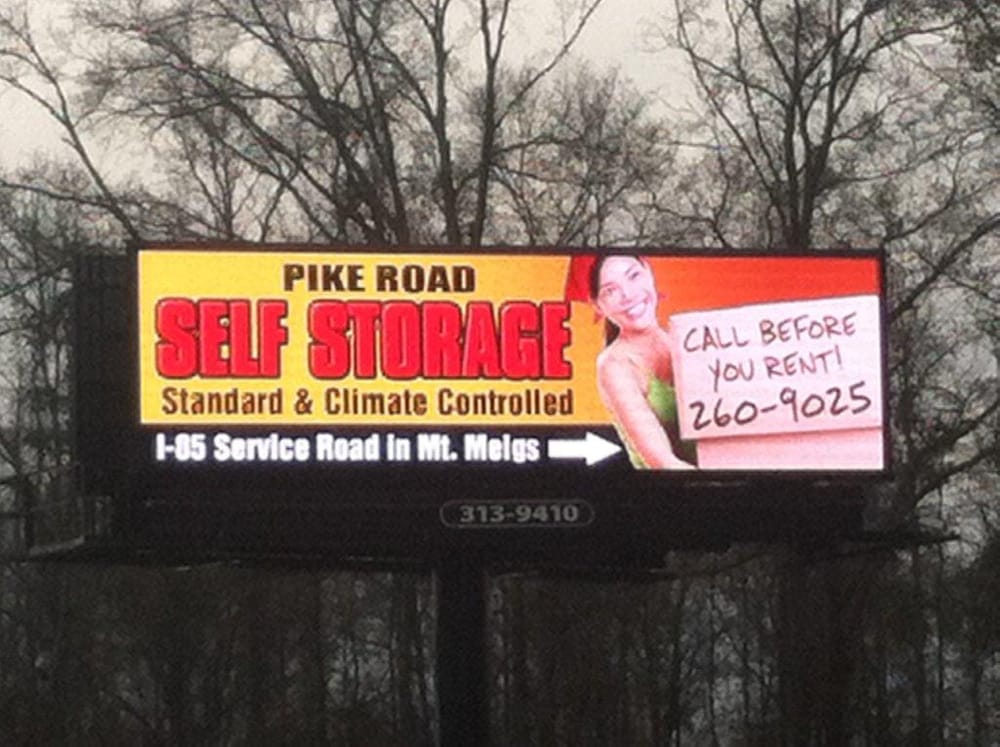 PIKE ROAD
SELF STORAGE
Standard & Climate Controlled
I-85 Service Road in Mt. Meigs
CALL BEFORE
YOU RENT!
260-9025
313-9410